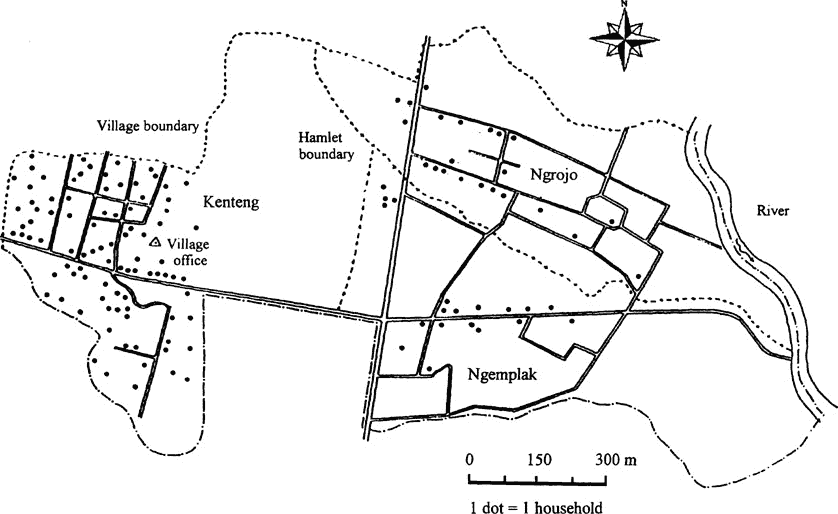 N
Village boundary
Hamlet
boundary
Ngrojo
Kenteng
River
Village
office
Ngemplak
0 150 300 m
1 dot = 1 household